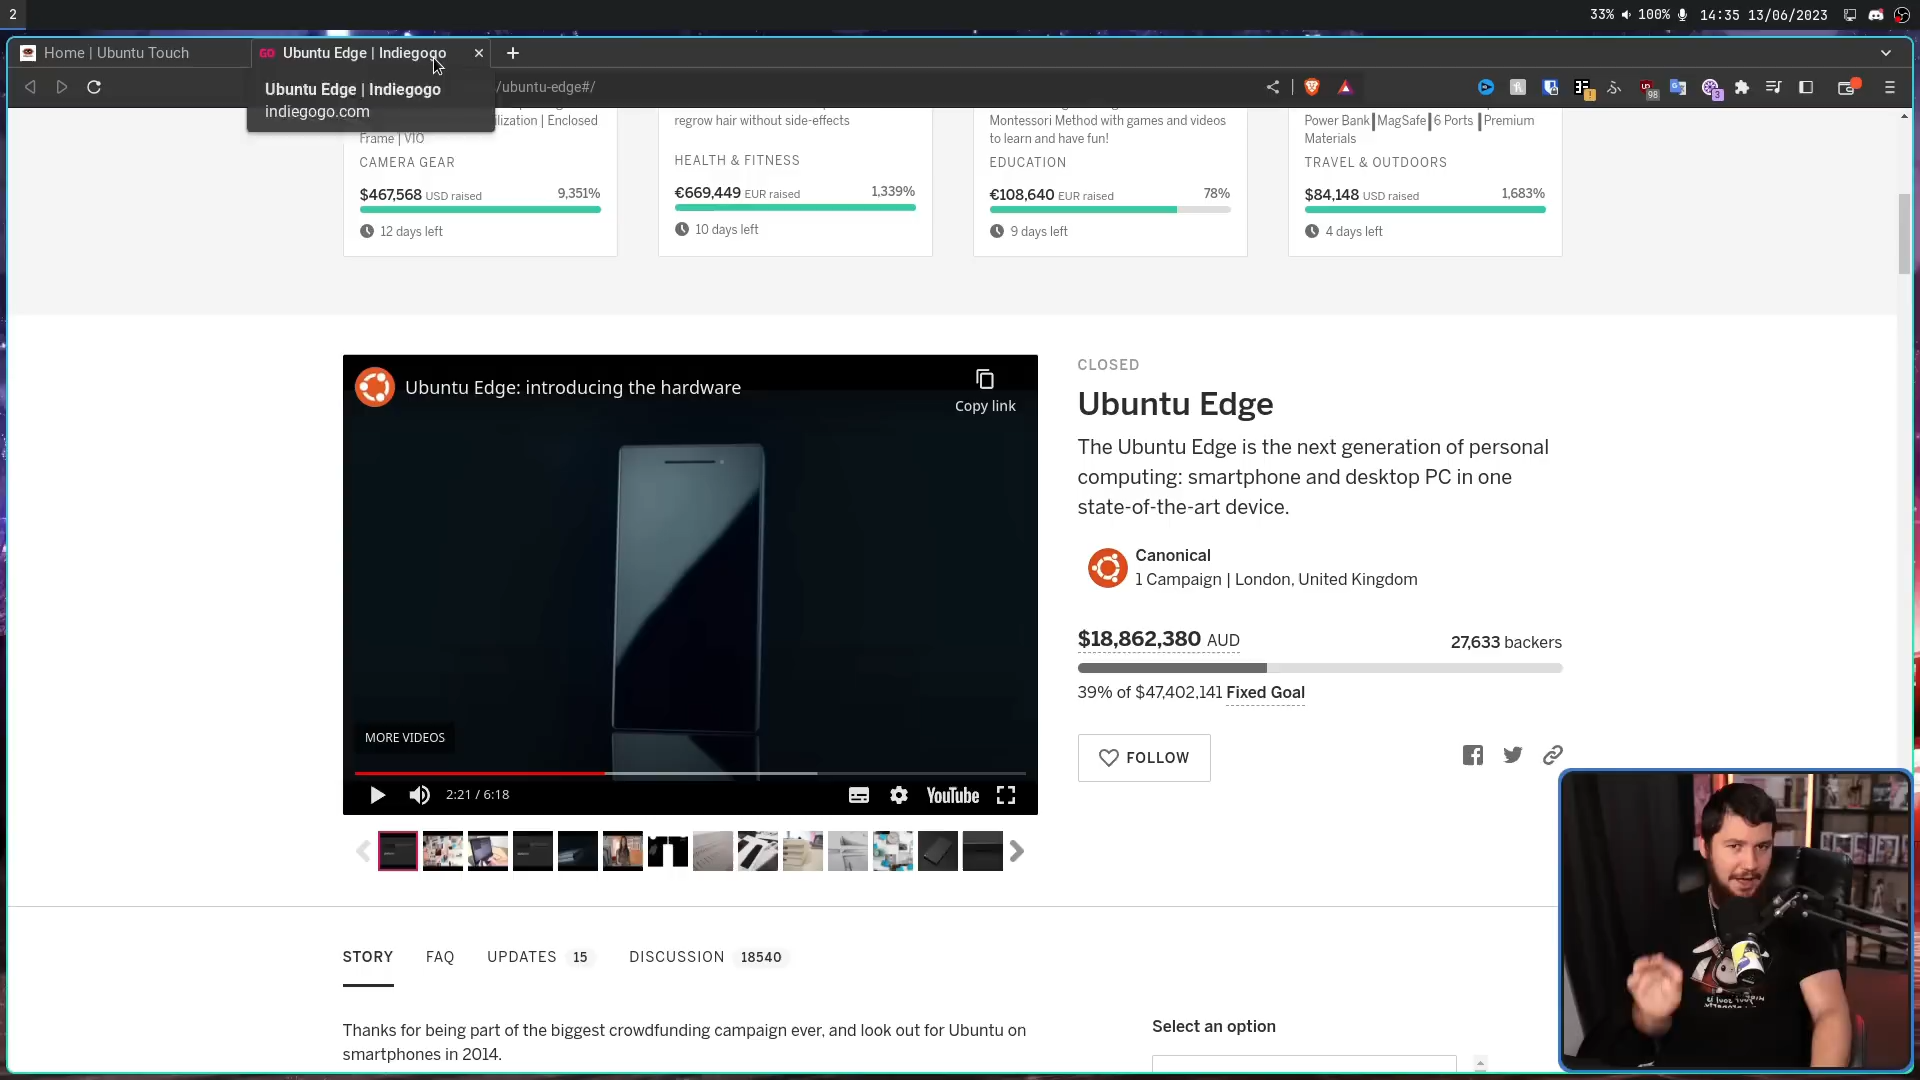 2
33% 100% 14:35 13/06/2023
Home | Ubuntu Touch
GO Ubuntu Edge | Indiegogo
/ubuntu-edge#/
98
3
Ubuntu Edge | Indiegogo
indiegogo.com
ilization | Enclosed
Frame | VIO
CAMERA GEAR
$467,568 USD raised 9,351%
12 days left
regrow hair without side-effects
HEALTH & FITNESS
€669,449 EUR raised 1,339%
10 days left
Montessori Method with games and videos
to learn and have fun!
EDUCATION
€108,640 EUR raised 78%
9 days left
Power Bank┃MagSafe┃6 Ports ┃Premium
Materials
TRAVEL & OUTDOORS
$84,148 USD raised 1,683%
4 days left
Ubuntu Edge: introducing the hardware
Copy link
MORE VIDEOS
2:21 / 6:18
YouTube
CLOSED
Ubuntu Edge
The Ubuntu Edge is the next generation of personal
computing: smartphone and desktop PC in one
state-of-the-art device.
Canonical
1 Campaign | London, United Kingdom
$18,862,380 AUD
27,633 backers
39% of $47,402,141 Fixed Goal
FOLLOW
STORY FAQ UPDATES 15 DISCUSSION 18540
Thanks for being part of the biggest crowdfunding campaign ever, and look out for Ubuntu on
smartphones in 2014.
Select an option